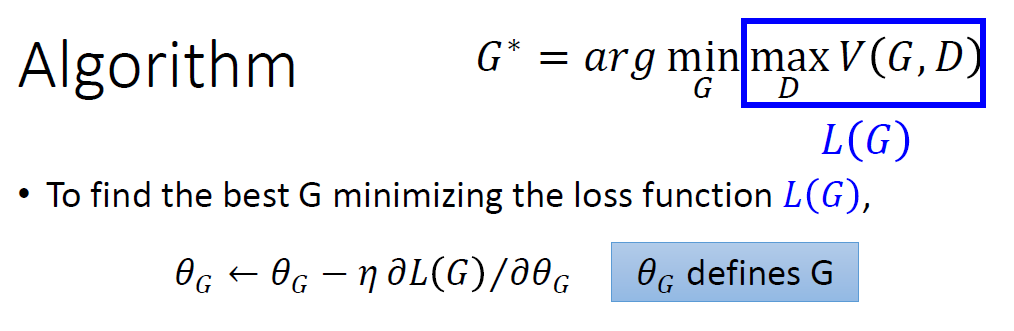 Algorithm
G* = arg min_G max_D V(G, D)
L(G)
• To find the best G minimizing the loss function L(G),
θ_G ← θ_G − η ∂L(G)/∂θ_G
θ_G defines G